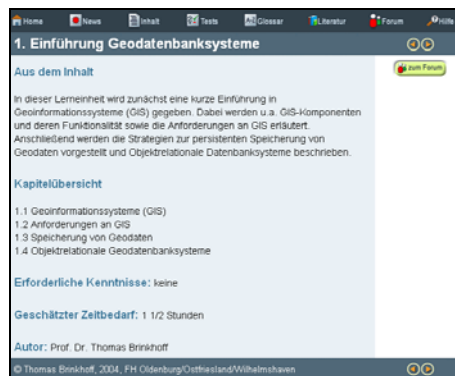 Home News Inhalt Tests Glossar Literatur Forum Hilfe
1. Einführung Geodatenbanksysteme
zum Forum
Aus dem Inhalt
In dieser Lerneinheit wird zunächst eine kurze Einführung in
Geoinformationssysteme (GIS) gegeben. Dabei werden u.a. GIS-Komponenten
und deren Funktionalität sowie die Anforderungen an GIS erläutert.
Anschließend werden die Strategien zur persistenten Speicherung von
Geodaten vorgestellt und Objektrelationale Datenbanksysteme beschrieben.
Kapitelübersicht
1.1 Geoinformationssysteme (GIS)
1.2 Anforderungen an GIS
1.3 Speicherung von Geodaten
1.4 Objektrelationale Geodatenbanksysteme
Erforderliche Kenntnisse: keine
Geschätzter Zeitbedarf: 1 1/2 Stunden
Autor: Prof. Dr. Thomas Brinkhoff
© Thomas Brinkhoff, 2004, FH Oldenburg/Ostfriesland/Wilhelmshaven